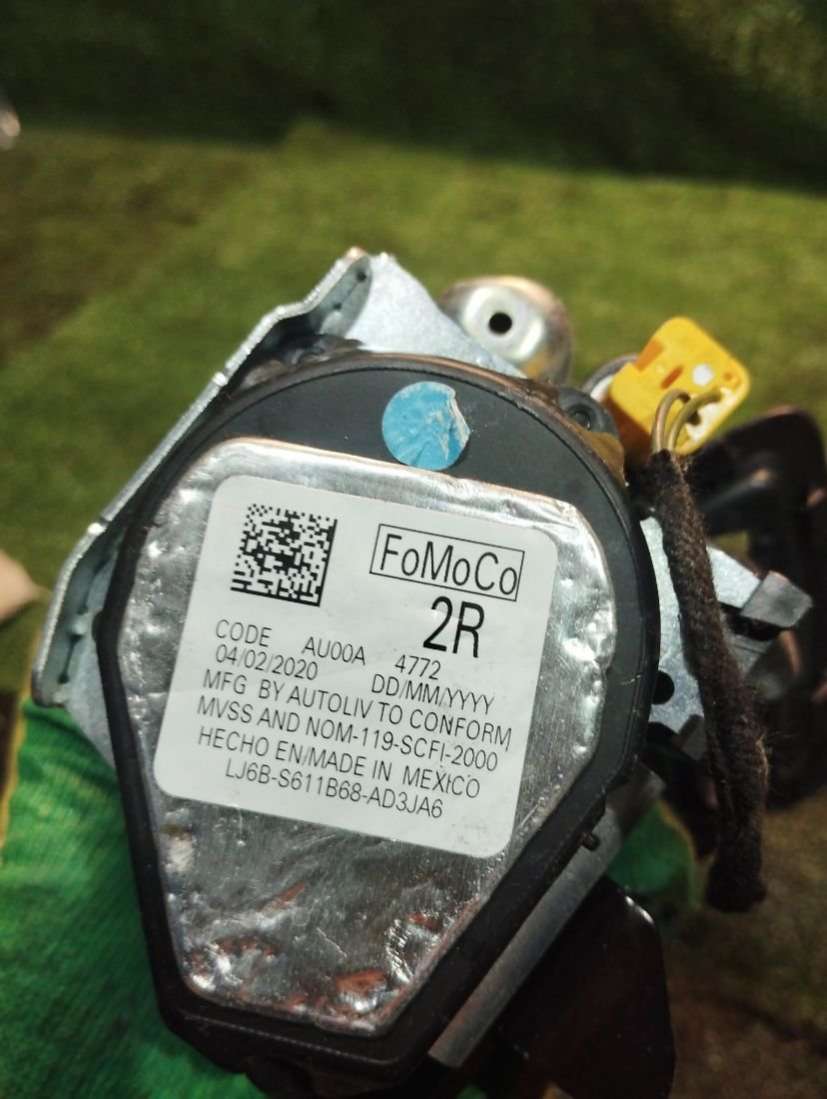 FoMoCo
2R
CODE AU00A 4772
04/02/2020 DD/MM/YYYY
MFG BY AUTOLIV TO CONFORM
MVSS AND NOM-119-SCFI-2000
HECHO EN/MADE IN MEXICO
LJ6B-S611B68-AD3JA6